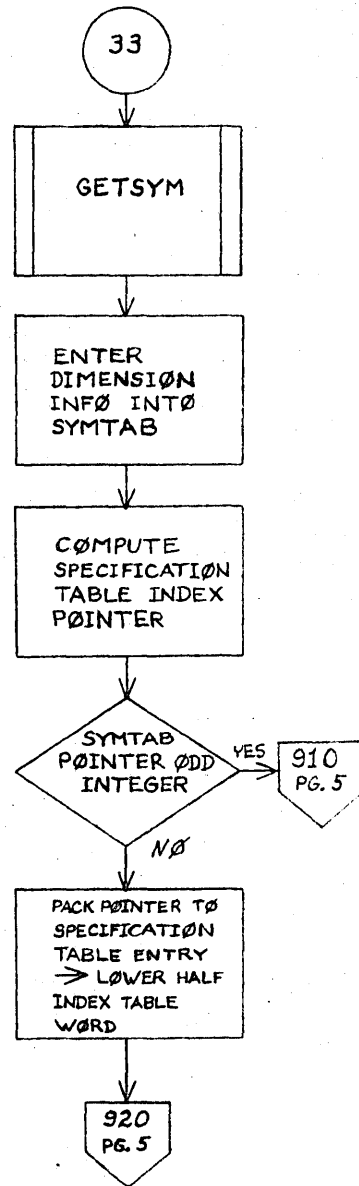 33
GETSYM
ENTER
DIMENSIØN
INFØ INTØ
SYMTAB
CØMPUTE
SPECIFICATIØN
TABLE INDEX
PØINTER
SYMTAB
PØINTER ØDD
INTEGER
YES
910
PG. 5
NØ
PACK PØINTER TØ
SPECIFICATIØN
TABLE ENTRY
→ LØWER HALF
INDEX TABLE
WØRD
920
PG. 5